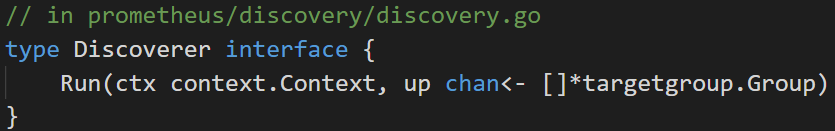 // in prometheus/discovery/discovery.go
type Discoverer interface {
    Run(ctx context.Context, up chan<- []*targetgroup.Group)
}